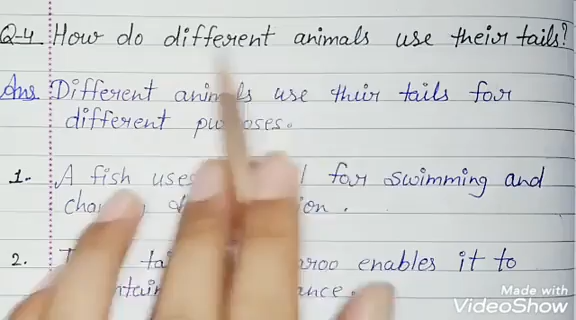 Q-4 How do different animals use their tails?
Ans Different animals use their tails for
different purposes.
1. A fish uses for swimming and
2. enables it to
Made with
VideoShow